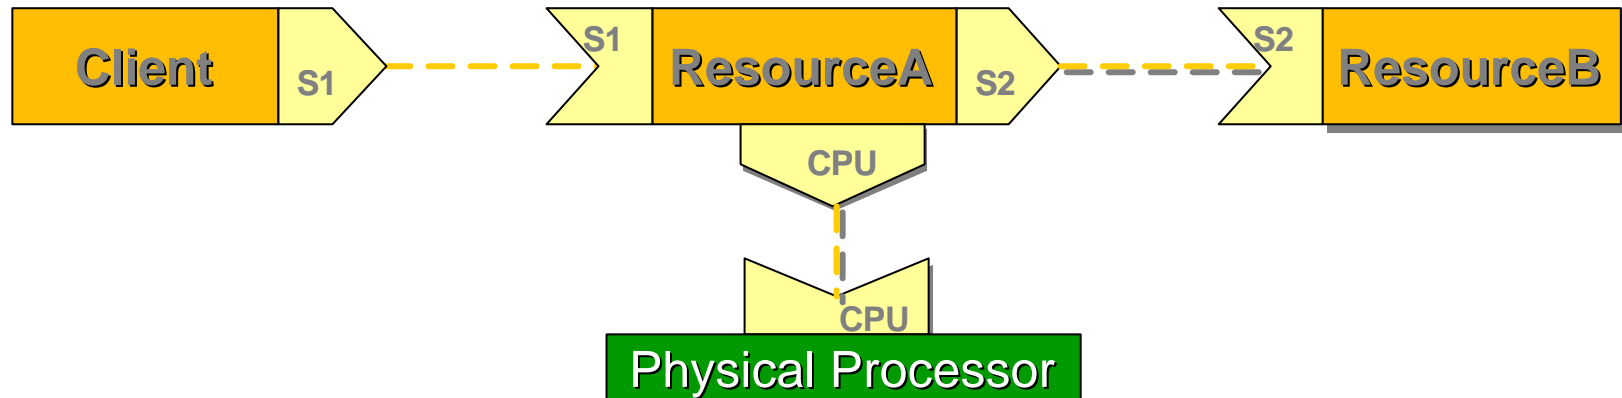 Client
S1
S1
ResourceA
S2
S2
ResourceB
CPU
CPU
Physical Processor